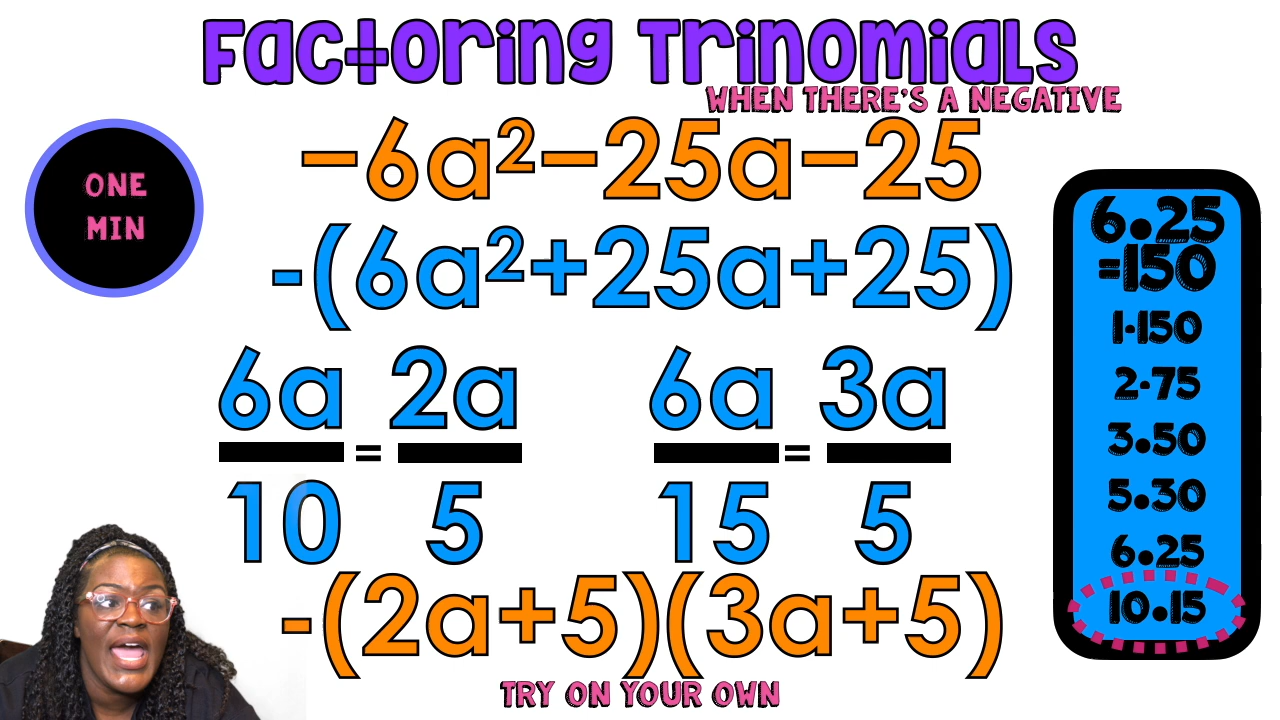 Factoring Trinomials
WHEN THERE'S A NEGATIVE
ONE
MIN
−6a²−25a−25
-(6a²+25a+25)
6a/10 = 2a/5
6a/15 = 3a/5
-(2a+5)(3a+5)
TRY ON YOUR OWN
6•25
=150
1·150
2·75
3•50
5•30
6•25
10•15